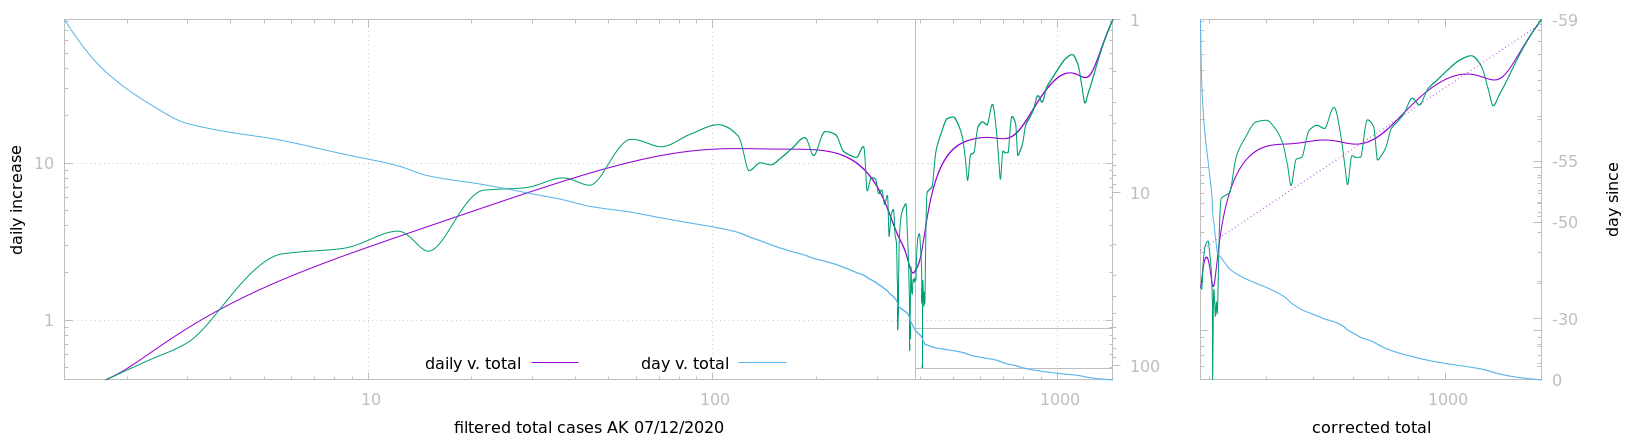 1
-59
10
10
-55
-50
daily increase
day since
1
-30
daily v. total
day v. total
100
0
10
100
1000
1000
filtered total cases AK 07/12/2020
corrected total